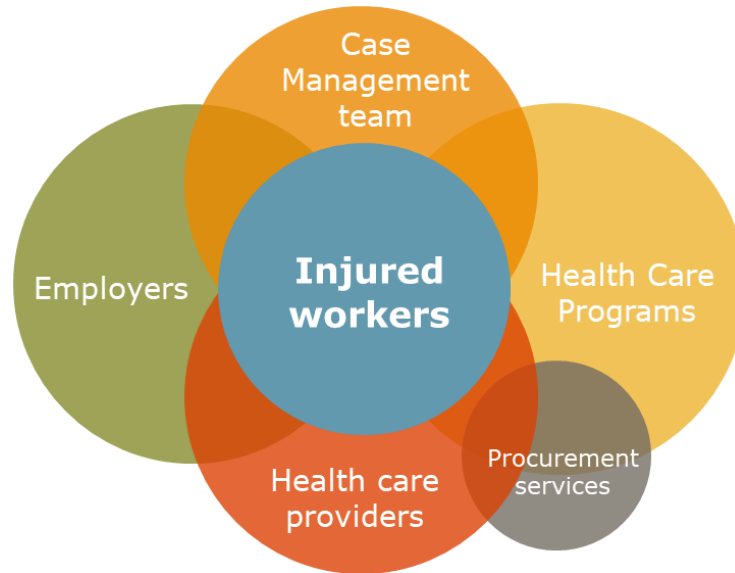 Case
Management
team
Employers
Injured
workers
Health Care
Programs
Health care
providers
Procurement
services